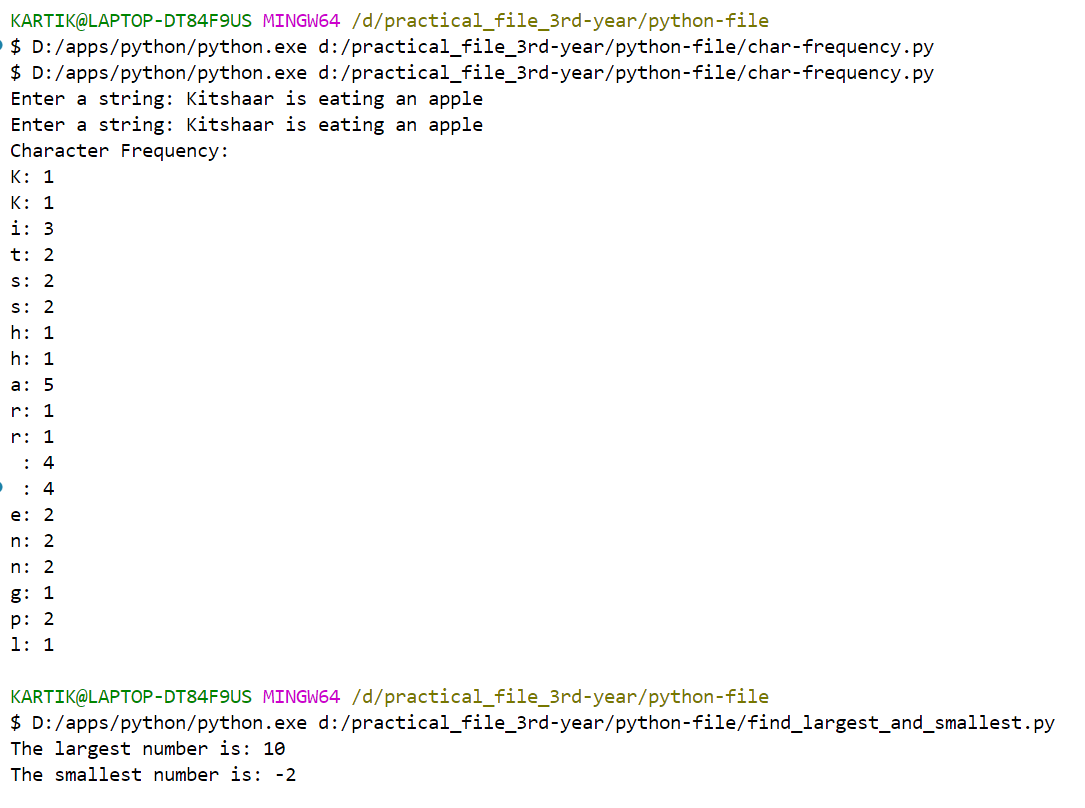 KARTIK@LAPTOP-DT84F9US MINGW64 /d/practical_file_3rd-year/python-file
$ D:/apps/python/python.exe d:/practical_file_3rd-year/python-file/char-frequency.py
$ D:/apps/python/python.exe d:/practical_file_3rd-year/python-file/char-frequency.py
Enter a string: Kitshaar is eating an apple
Enter a string: Kitshaar is eating an apple
Character Frequency:
K: 1
K: 1
i: 3
t: 2
s: 2
s: 2
h: 1
h: 1
a: 5
r: 1
r: 1
 : 4
 : 4
e: 2
n: 2
n: 2
g: 1
p: 2
l: 1

KARTIK@LAPTOP-DT84F9US MINGW64 /d/practical_file_3rd-year/python-file
$ D:/apps/python/python.exe d:/practical_file_3rd-year/python-file/find_largest_and_smallest.py
The largest number is: 10
The smallest number is: -2